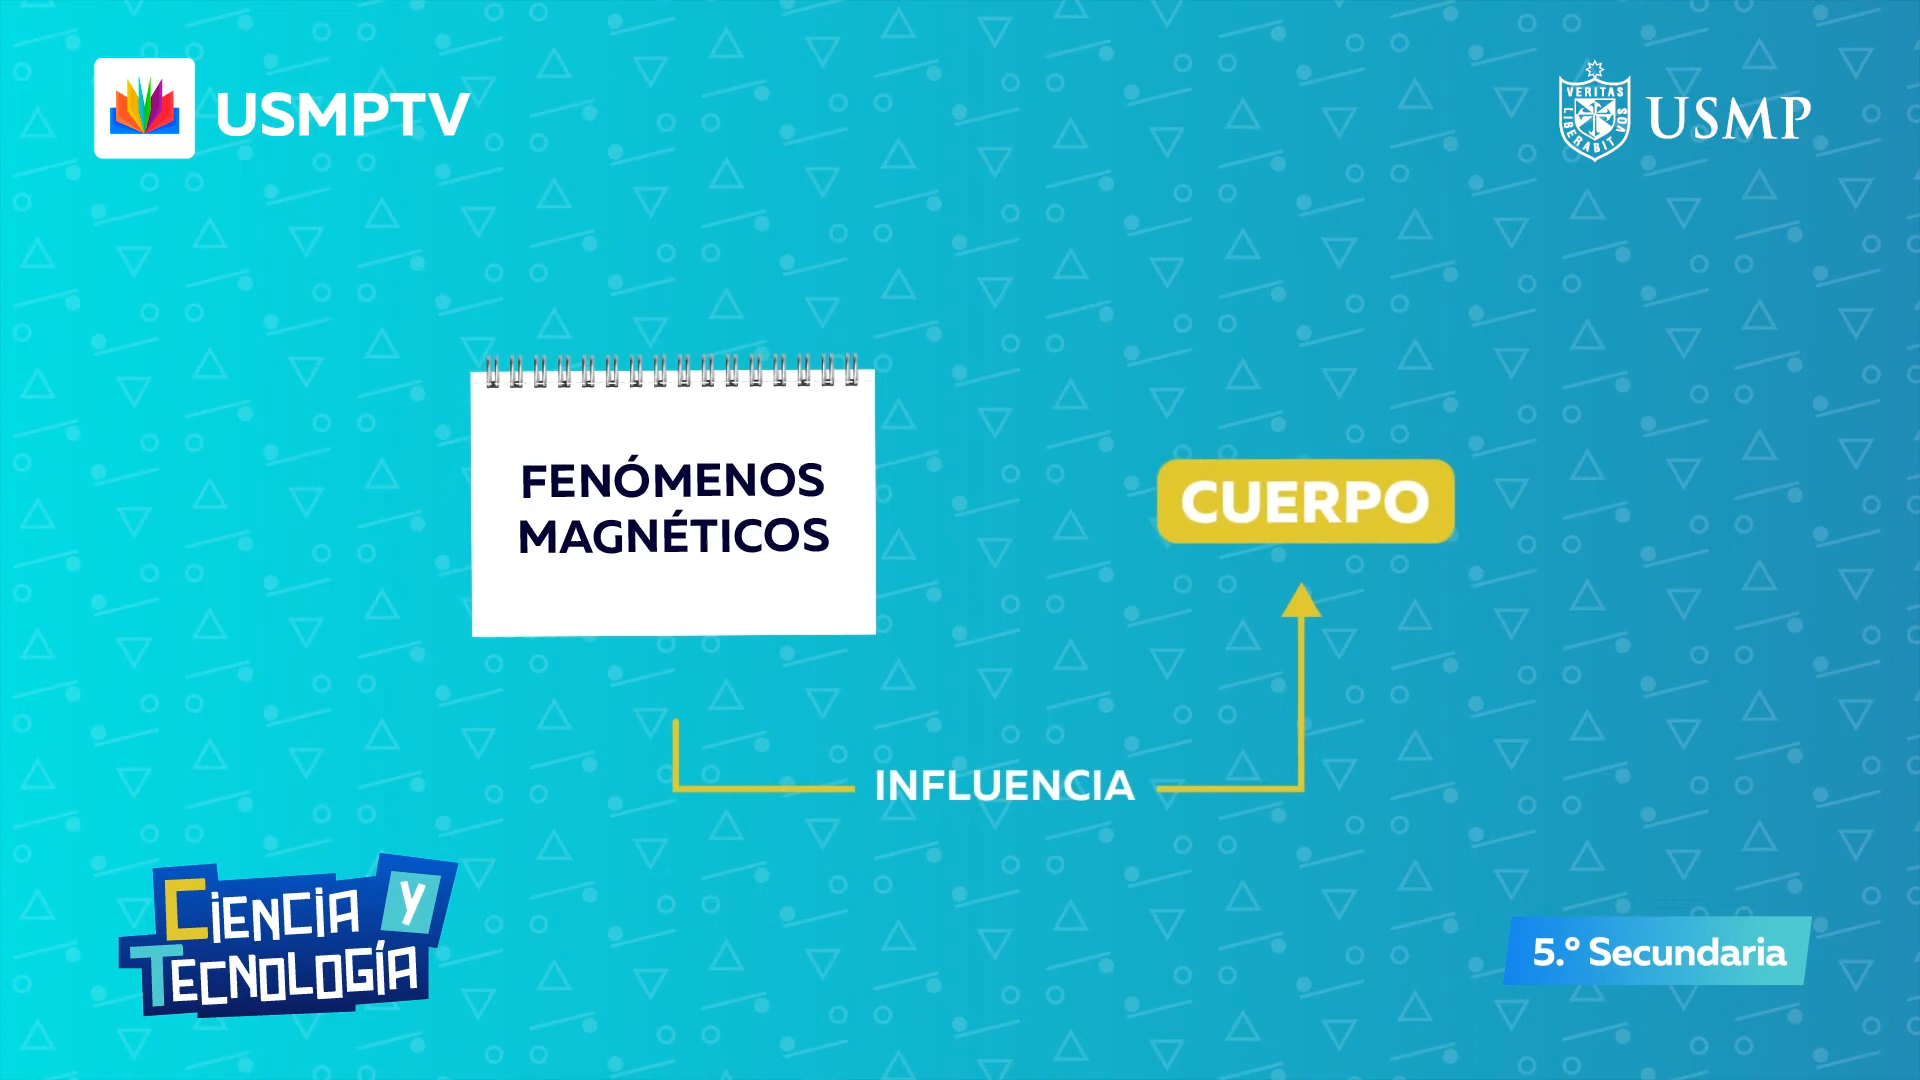 USMPTV
VERITAS
LIBERABIT VOS
USMP
FENÓMENOS
MAGNÉTICOS
CUERPO
INFLUENCIA
CIENCIA Y
TECNOLOGÍA
5.° Secundaria